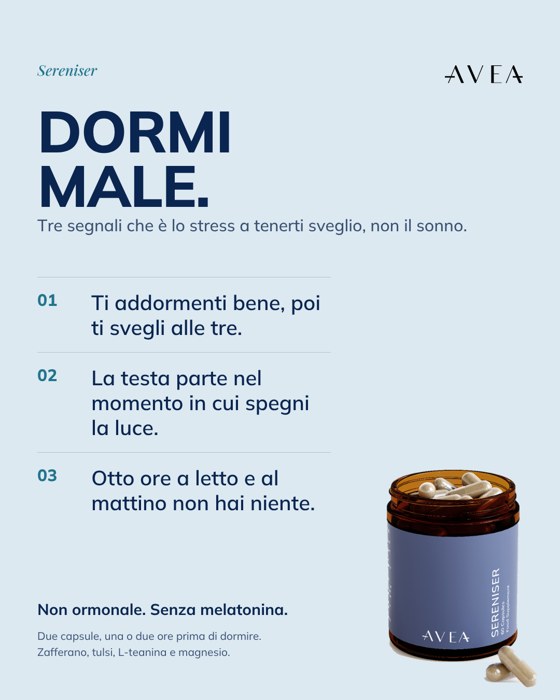 Sereniser
AVEA
DORMI
MALE.
Tre segnali che è lo stress a tenerti sveglio, non il sonno.
01
Ti addormenti bene, poi
ti svegli alle tre.
02
La testa parte nel
momento in cui spegni
la luce.
03
Otto ore a letto e al
mattino non hai niente.
Non ormonale. Senza melatonina.
Due capsule, una o due ore prima di dormire.
Zafferano, tulsi, L-teanina e magnesio.
AVEA
SERENISER
Food Supplement